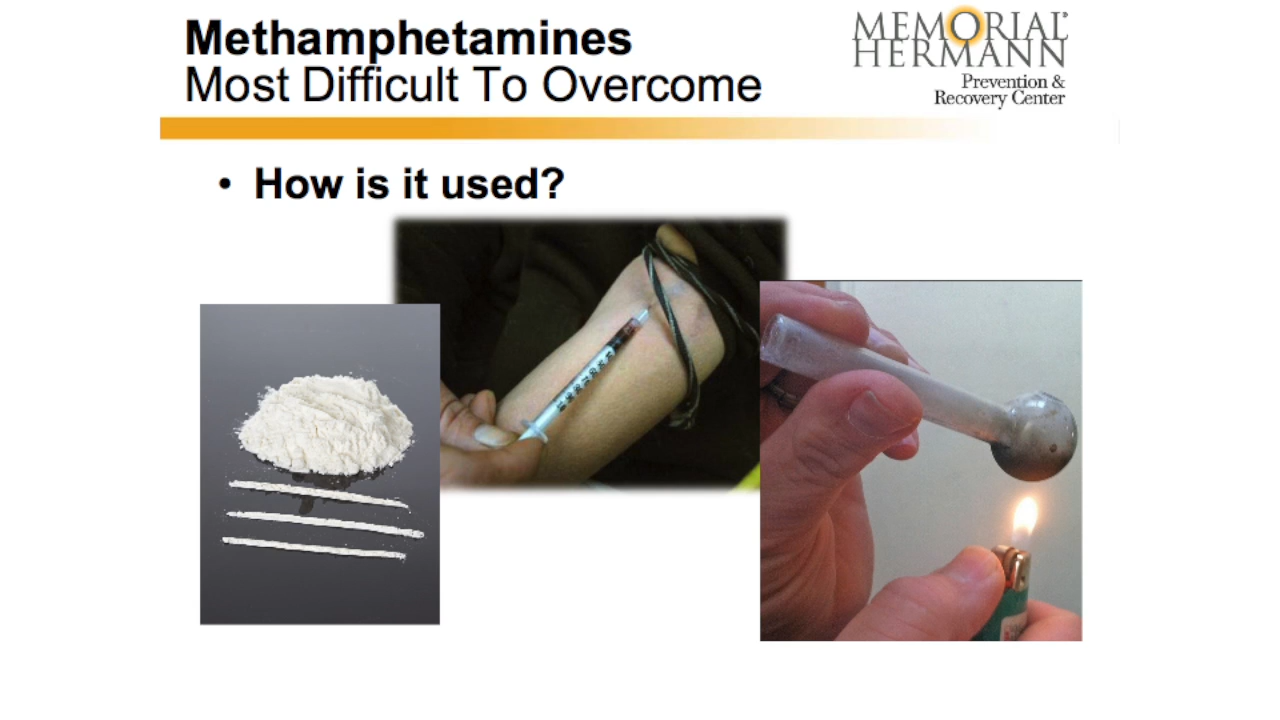 Methamphetamines
Most Difficult To Overcome
MEMORIAL®
HERMANN
Prevention &
Recovery Center
• How is it used?